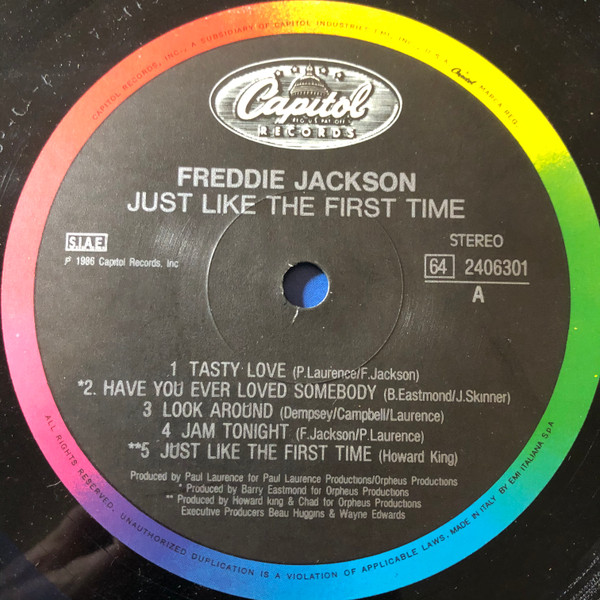 CAPITOL RECORDS, INC., A SUBSIDIARY OF CAPITOL INDUSTRIES-EMI, INC., U.S.A. Capitol MARCA REG.
Capitol
REG. U.S. PAT. OFF.
RECORDS
FREDDIE JACKSON
JUST LIKE THE FIRST TIME
S.I.A.E.
STEREO
℗ 1986 Capitol Records, Inc
64 2406301
A
1 TASTY LOVE (P.Laurence/F.Jackson)
*2. HAVE YOU EVER LOVED SOMEBODY (B.Eastmond/J.Skinner)
3 LOOK AROUND (Dempsey/Campbell/Laurence)
4 JAM TONIGHT (F.Jackson/P.Laurence)
**5 JUST LIKE THE FIRST TIME (Howard King)
Produced by Paul Laurence for Paul Laurence Productions/Orpheus Productions
* Produced by Barry Eastmond for Orpheus Productions
** Produced by Howard king & Chad for Orpheus Productions
Executive Producers Beau Huggins & Wayne Edwards
ALL RIGHTS RESERVED. UNAUTHORIZED DUPLICATION IS A VIOLATION OF APPLICABLE LAWS. MADE IN ITALY BY EMI ITALIANA S.P.A.